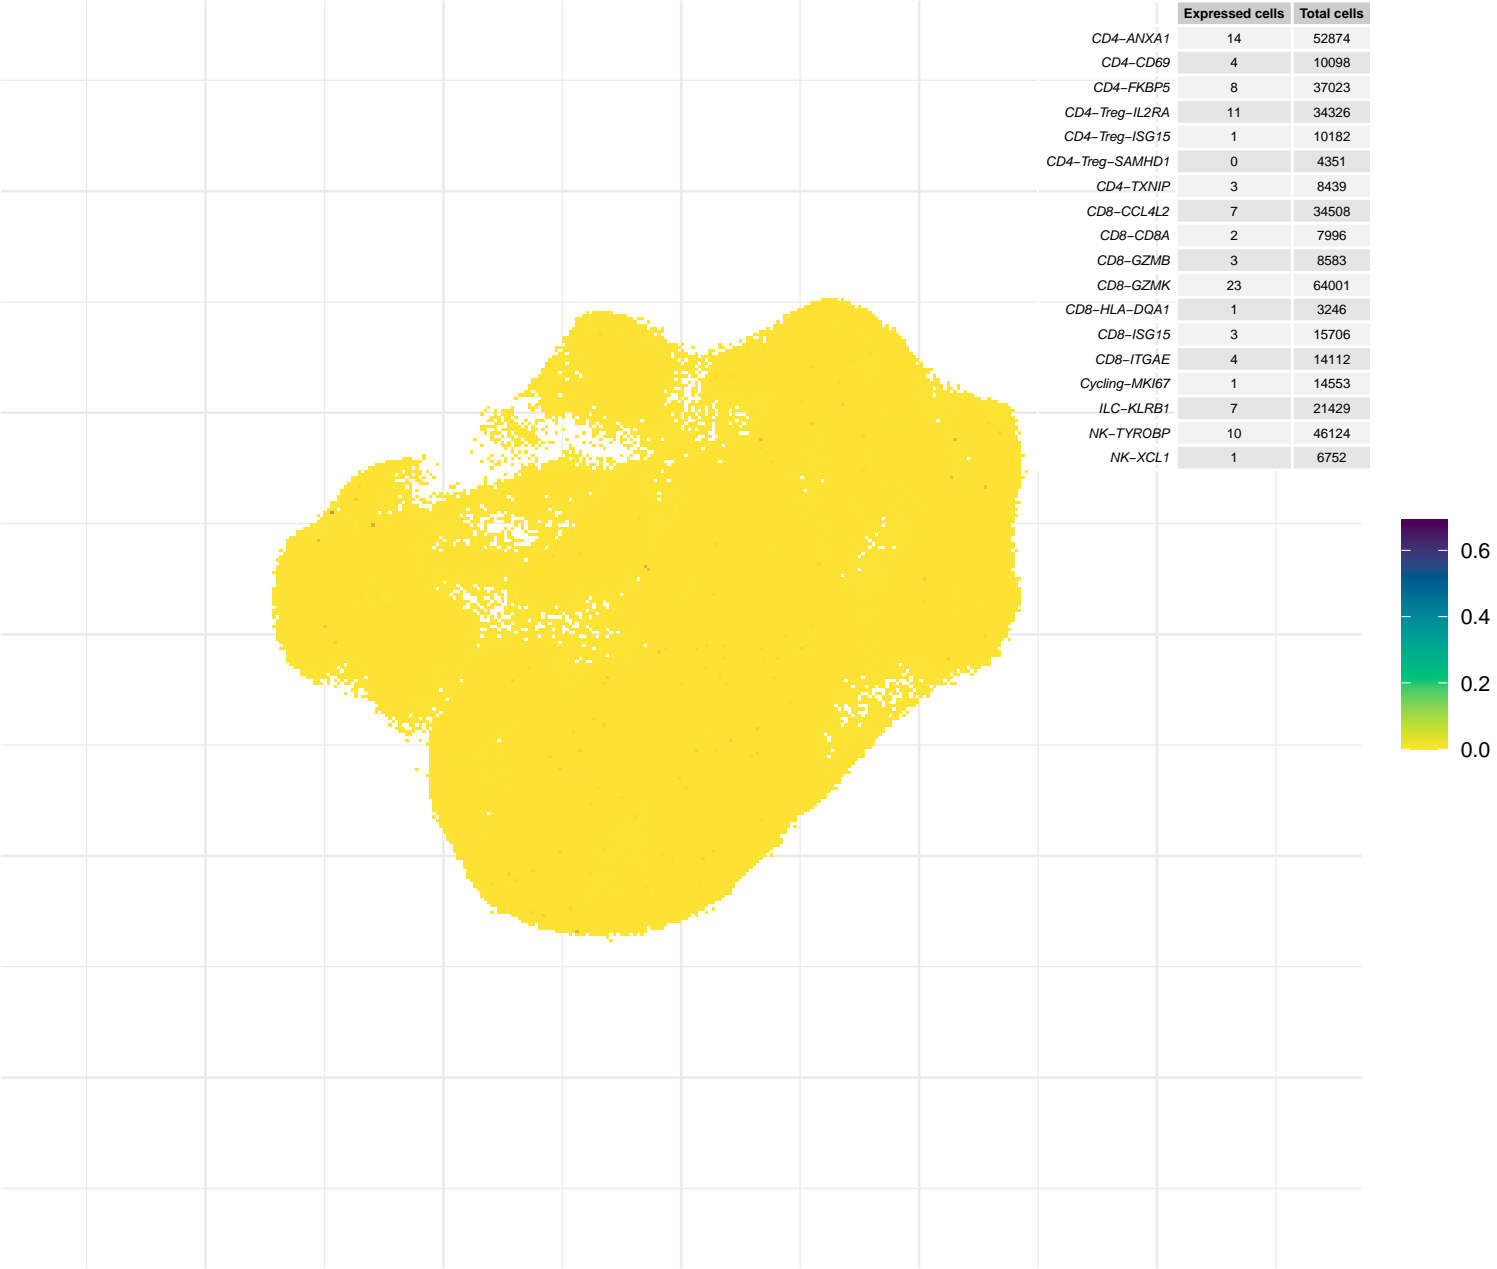 Expressed cells Total cells
CD4−ANXA1 14 52874
CD4−CD69 4 10098
CD4−FKBP5 8 37023
CD4−Treg−IL2RA 11 34326
CD4−Treg−ISG15 1 10182
CD4−Treg−SAMHD1 0 4351
CD4−TXNIP 3 8439
CD8−CCL4L2 7 34508
CD8−CD8A 2 7996
CD8−GZMB 3 8583
CD8−GZMK 23 64001
CD8−HLA−DQA1 1 3246
CD8−ISG15 3 15706
CD8−ITGAE 4 14112
Cycling−MKI67 1 14553
ILC−KLRB1 7 21429
NK−TYROBP 10 46124
NK−XCL1 1 6752
0.6
0.4
0.2
0.0